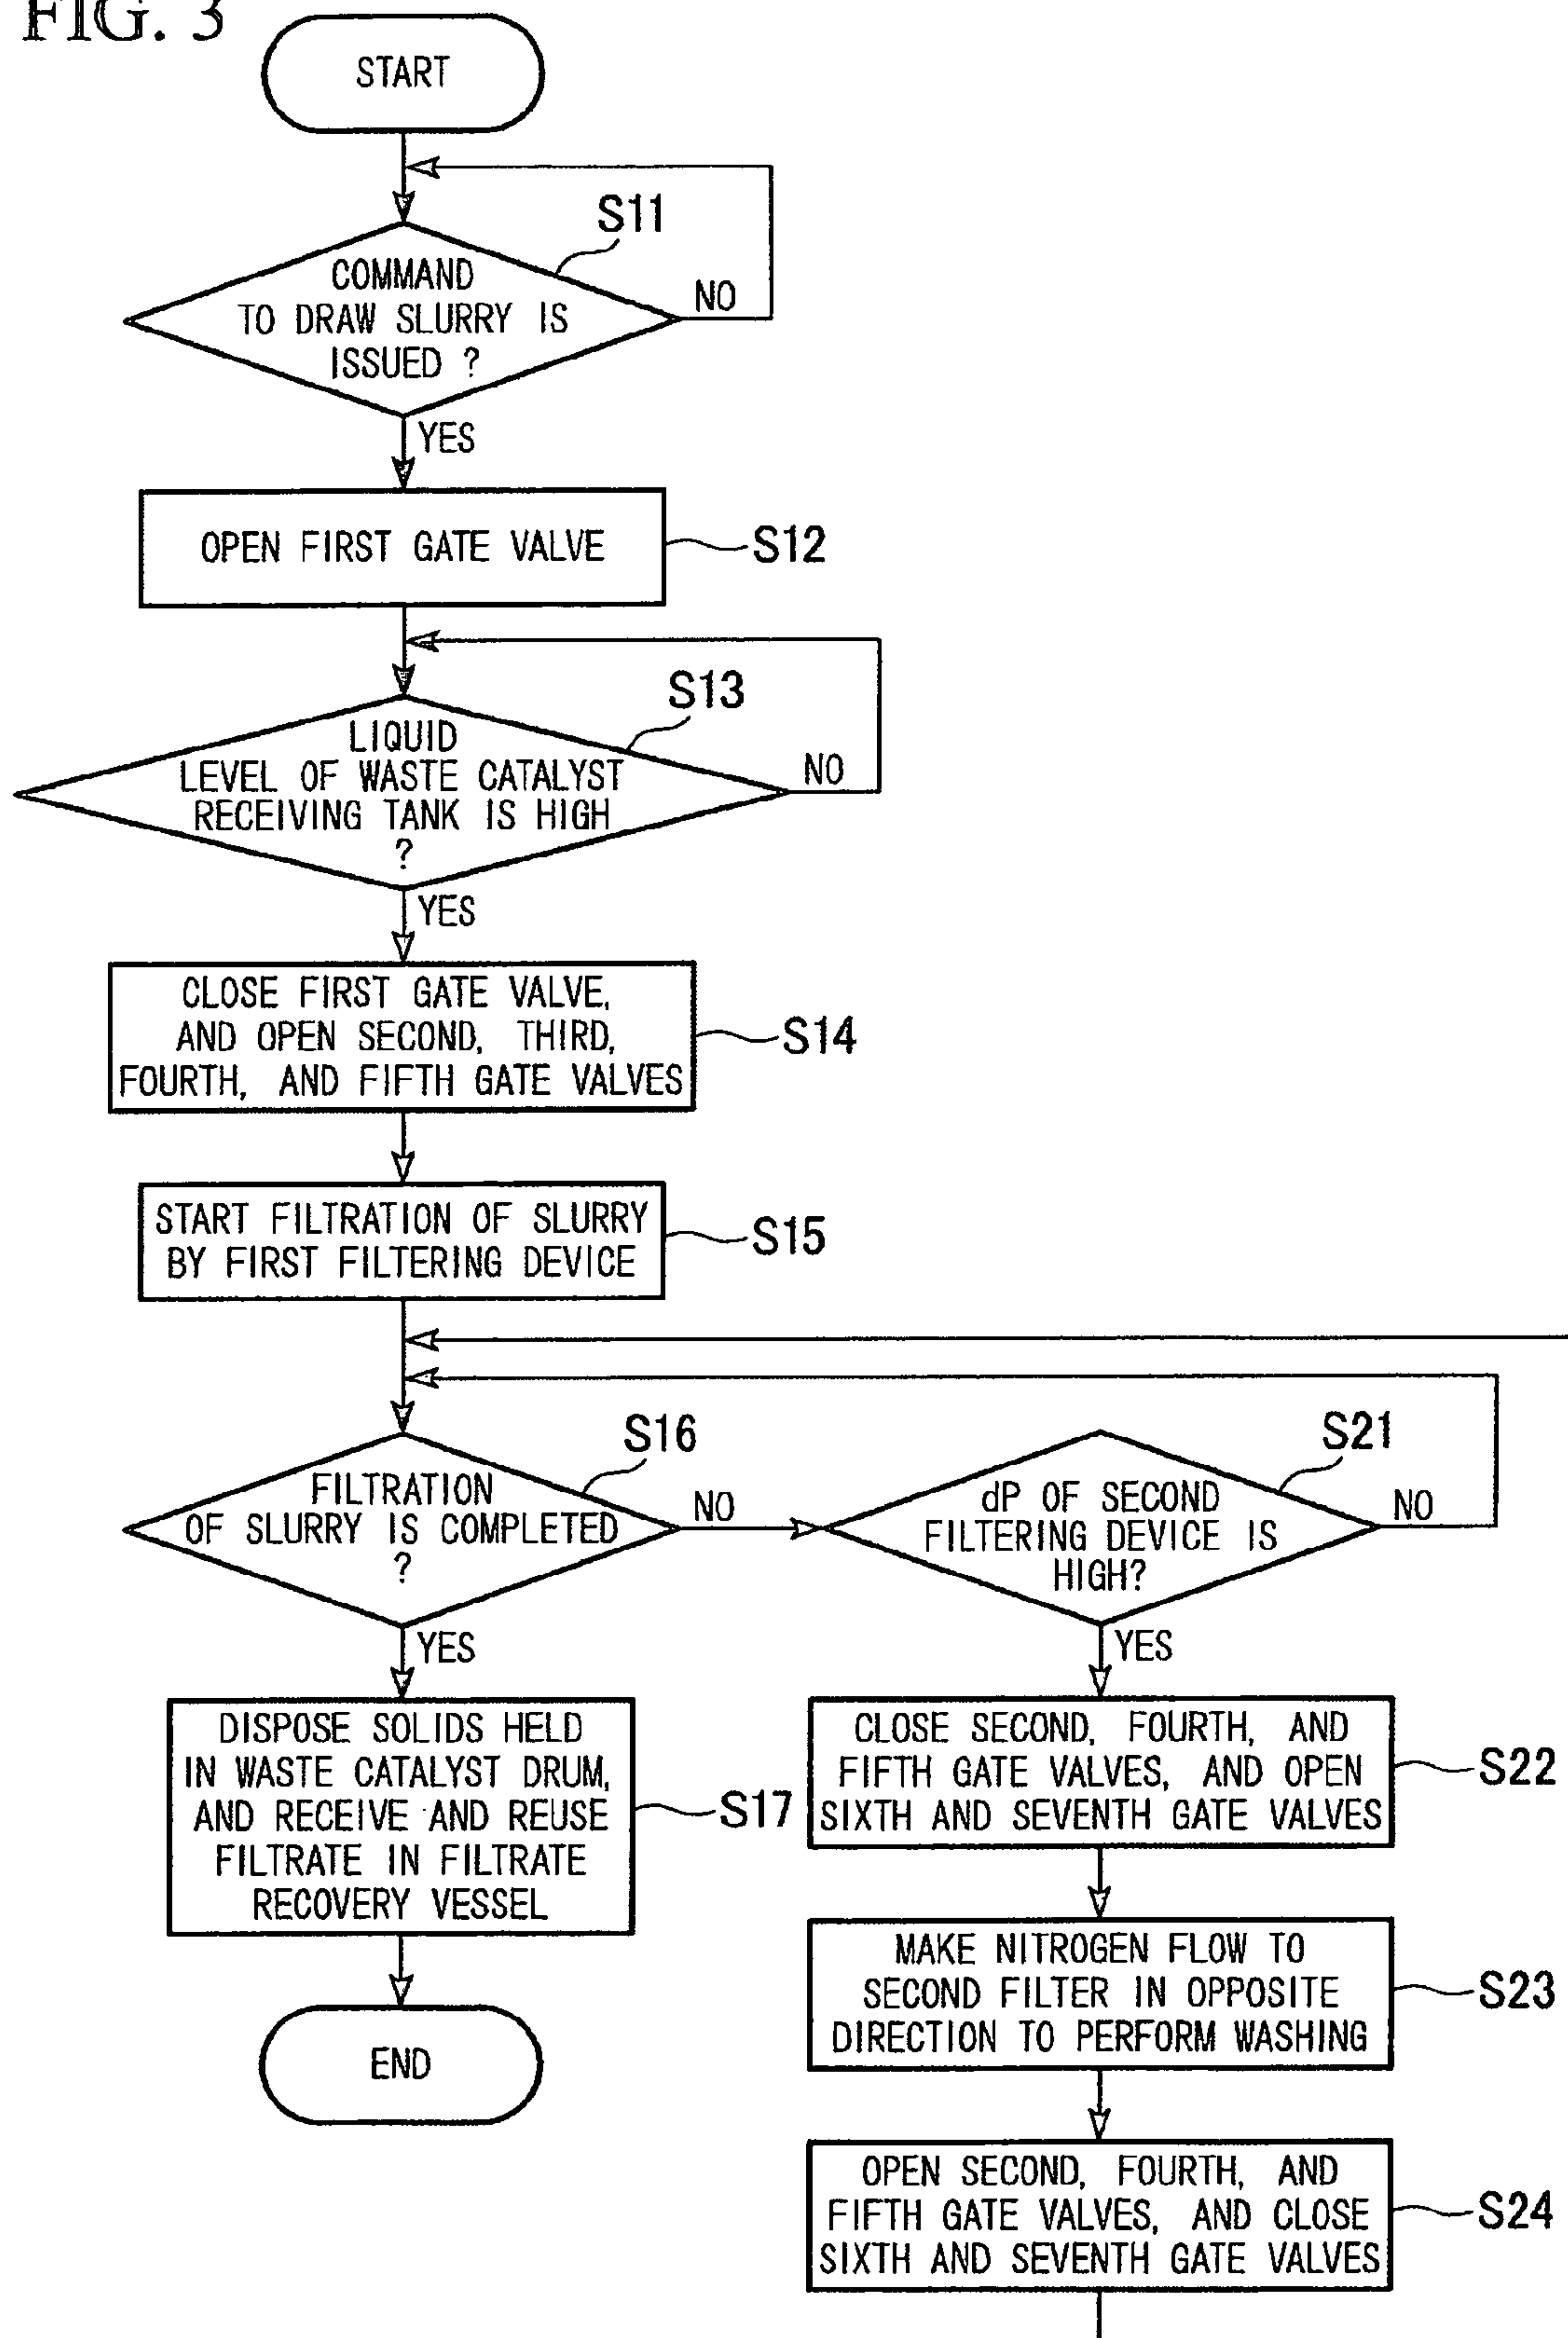 FIG. 3
START
S11
COMMAND
TO DRAW SLURRY IS
ISSUED ?
NO
YES
OPEN FIRST GATE VALVE
S12
S13
LIQUID
LEVEL OF WASTE CATALYST
RECEIVING TANK IS HIGH
?
NO
YES
CLOSE FIRST GATE VALVE,
AND OPEN SECOND, THIRD,
FOURTH, AND FIFTH GATE VALVES
S14
START FILTRATION OF SLURRY
BY FIRST FILTERING DEVICE
S15
S16
FILTRATION
OF SLURRY IS COMPLETED
?
NO
YES
S21
dP OF SECOND
FILTERING DEVICE IS
HIGH?
NO
YES
DISPOSE SOLIDS HELD
IN WASTE CATALYST DRUM,
AND RECEIVE AND REUSE
FILTRATE IN FILTRATE
RECOVERY VESSEL
S17
END
CLOSE SECOND, FOURTH, AND
FIFTH GATE VALVES, AND OPEN
SIXTH AND SEVENTH GATE VALVES
S22
MAKE NITROGEN FLOW TO
SECOND FILTER IN OPPOSITE
DIRECTION TO PERFORM WASHING
S23
OPEN SECOND, FOURTH, AND
FIFTH GATE VALVES, AND CLOSE
SIXTH AND SEVENTH GATE VALVES
S24